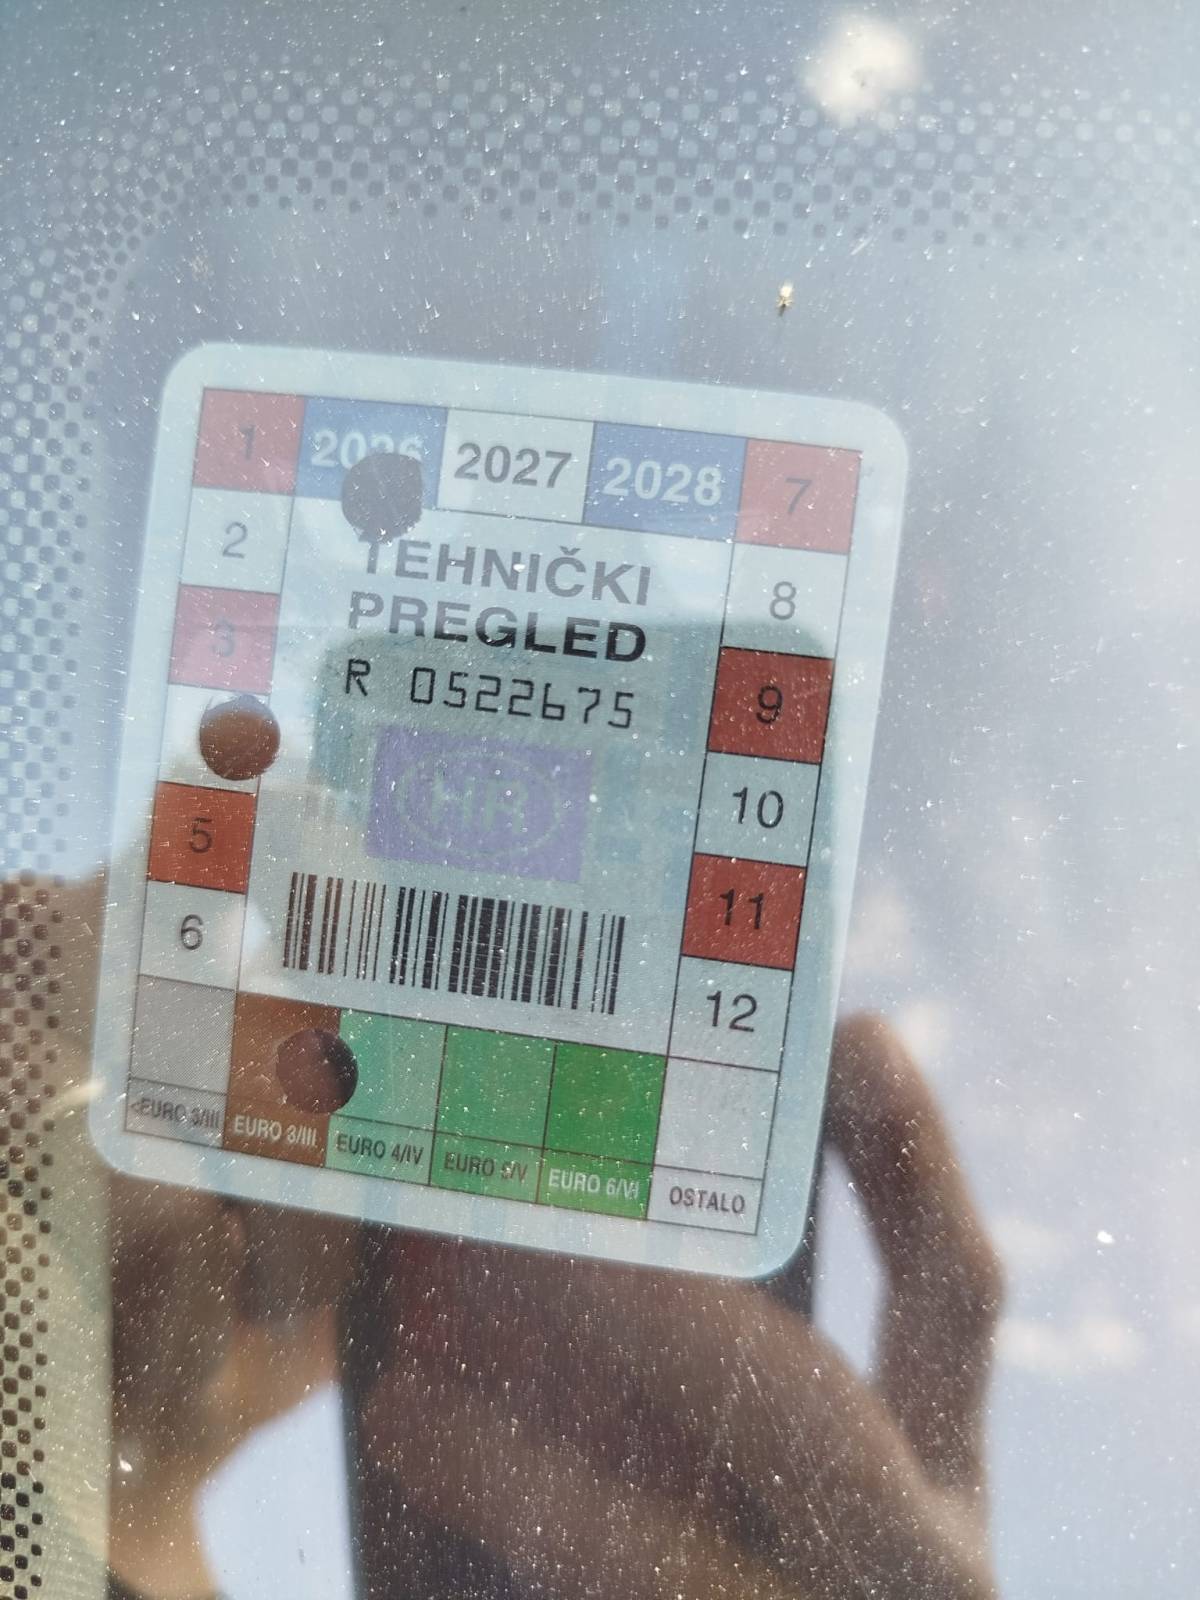 1 2026 2027 2028 7
2
TEHNIČKI
8
3
PREGLED
R 0522675
9
HR
10
5
11
6
12
<EURO 3/III EURO 3/III EURO 4/IV EURO 5/V EURO 6/VI OSTALO